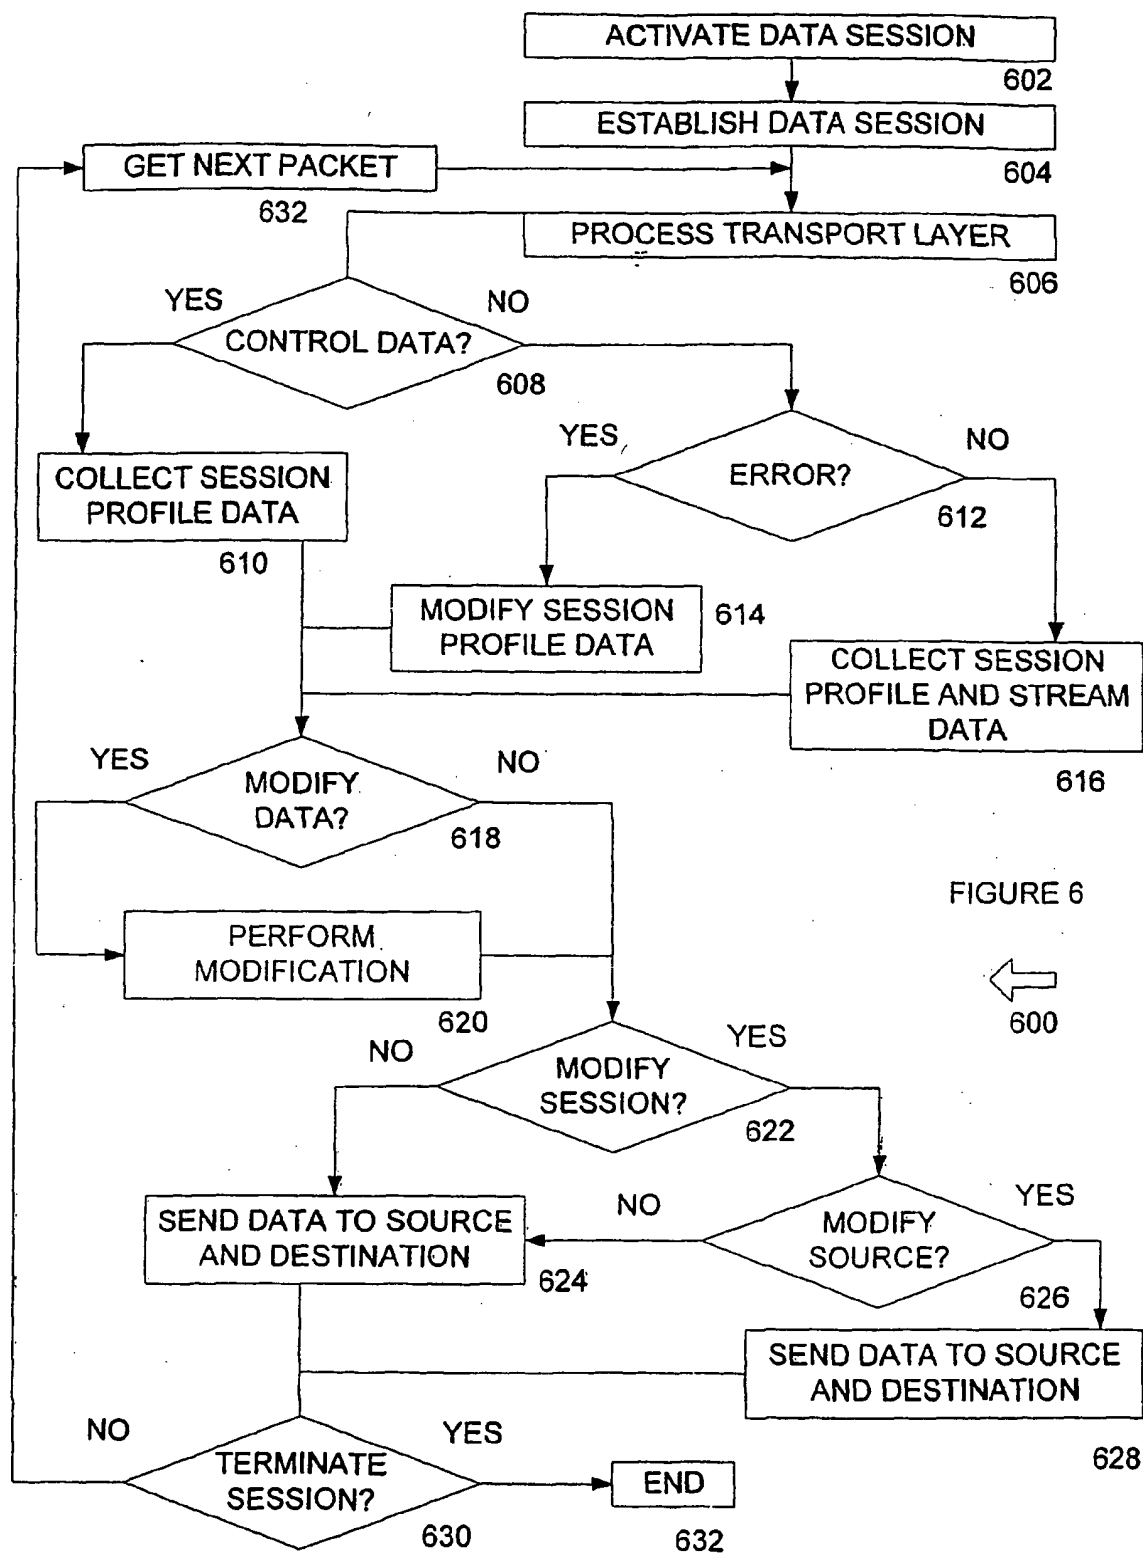 ACTIVATE DATA SESSION
602
ESTABLISH DATA SESSION
604
GET NEXT PACKET
632
PROCESS TRANSPORT LAYER
606
YES
NO
CONTROL DATA?
608
YES
NO
ERROR?
612
COLLECT SESSION
PROFILE DATA
610
MODIFY SESSION
PROFILE DATA
614
COLLECT SESSION
PROFILE AND STREAM
DATA
616
YES
NO
MODIFY
DATA?
618
FIGURE 6
600
PERFORM
MODIFICATION
620
NO
YES
MODIFY
SESSION?
622
SEND DATA TO SOURCE
AND DESTINATION
624
NO
YES
MODIFY
SOURCE?
626
SEND DATA TO SOURCE
AND DESTINATION
628
NO
YES
TERMINATE
SESSION?
630
END
632